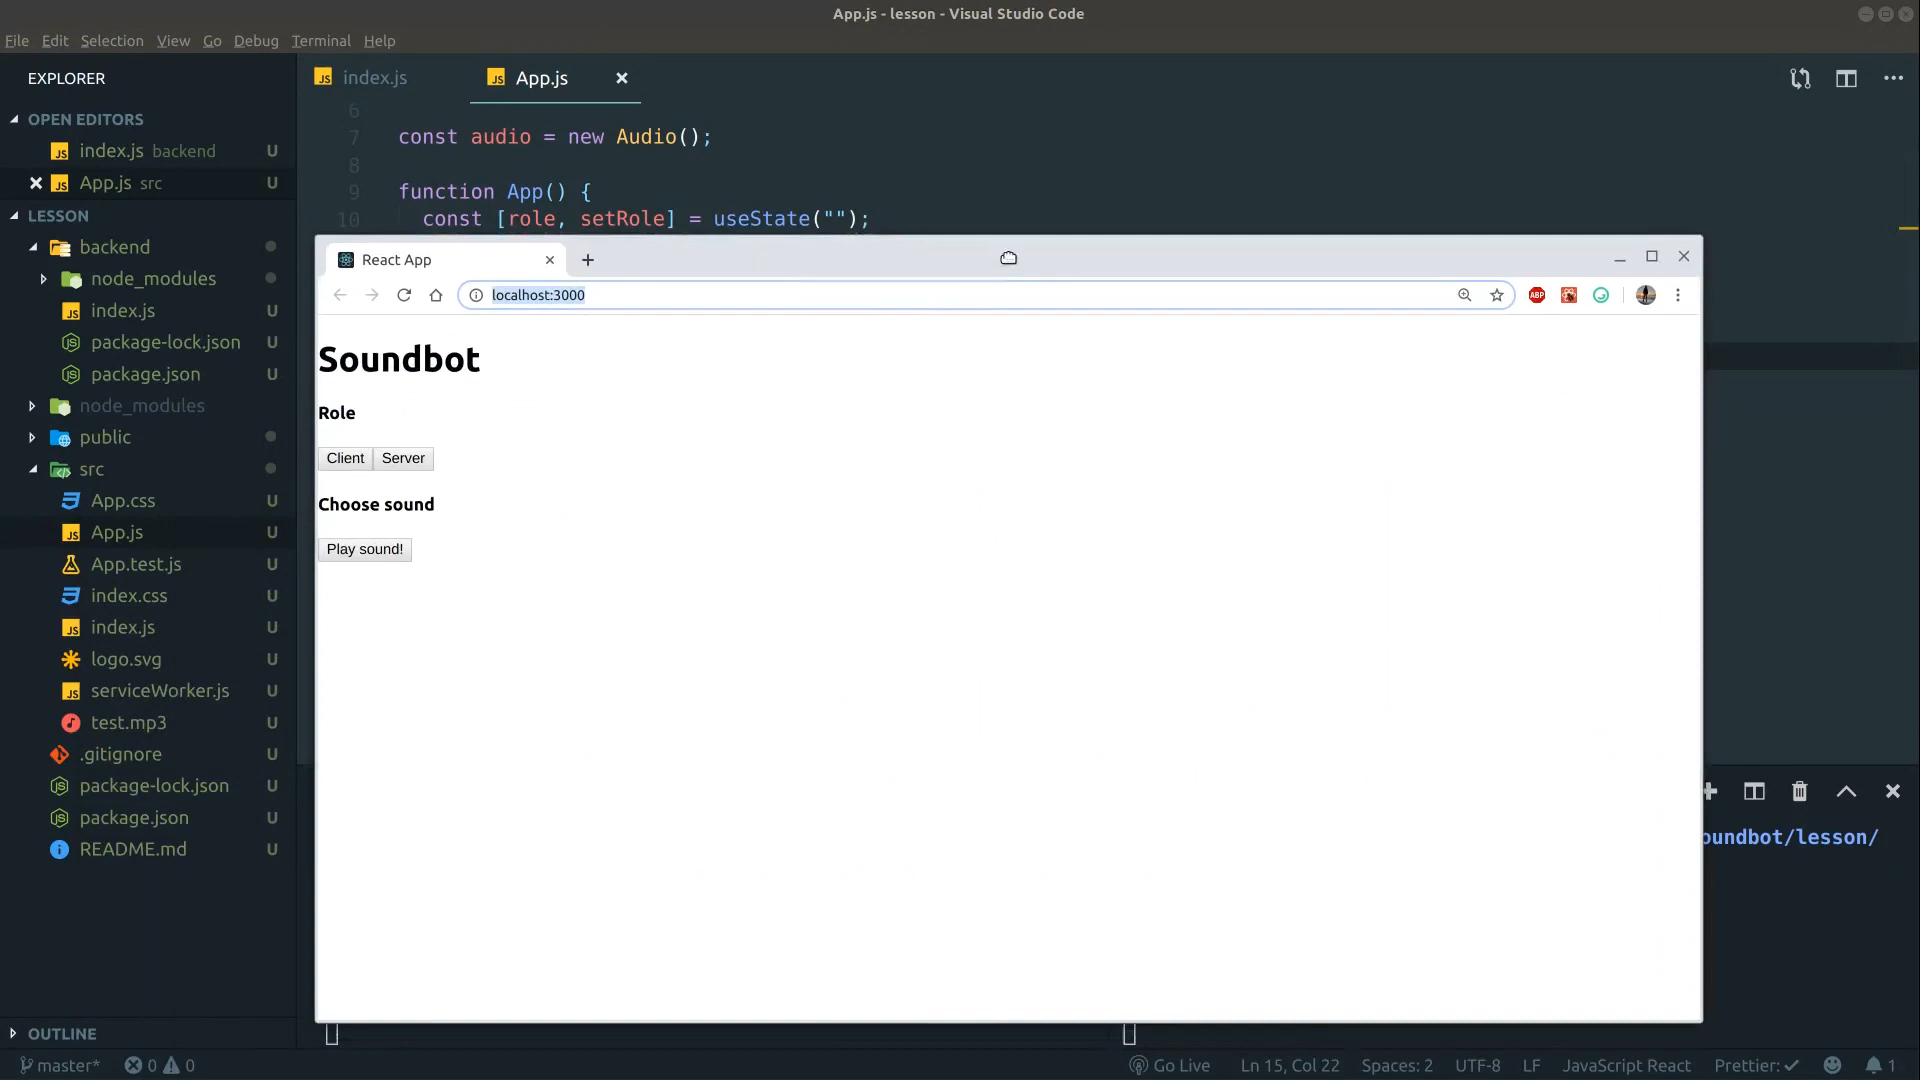 App.js - lesson - Visual Studio Code
File Edit Selection View Go Debug Terminal Help
EXPLORER
OPEN EDITORS
index.js backend U
App.js src U
LESSON
backend
node_modules
index.js U
package-lock.json U
package.json U
node_modules
public
src
App.css U
App.js U
App.test.js U
index.css U
index.js U
logo.svg U
serviceWorker.js U
test.mp3 U
.gitignore U
package-lock.json U
package.json U
README.md U
OUTLINE
index.js App.js
6
7 const audio = new Audio();
8
9 function App() {
10 const [role, setRole] = useState("");
React App
localhost:3000
ABP
Soundbot
Role
Client Server
Choose sound
Play sound!
oundbot/lesson/
master* 0 0 Go Live Ln 15, Col 22 Spaces: 2 UTF-8 LF JavaScript React Prettier: ✓ 1